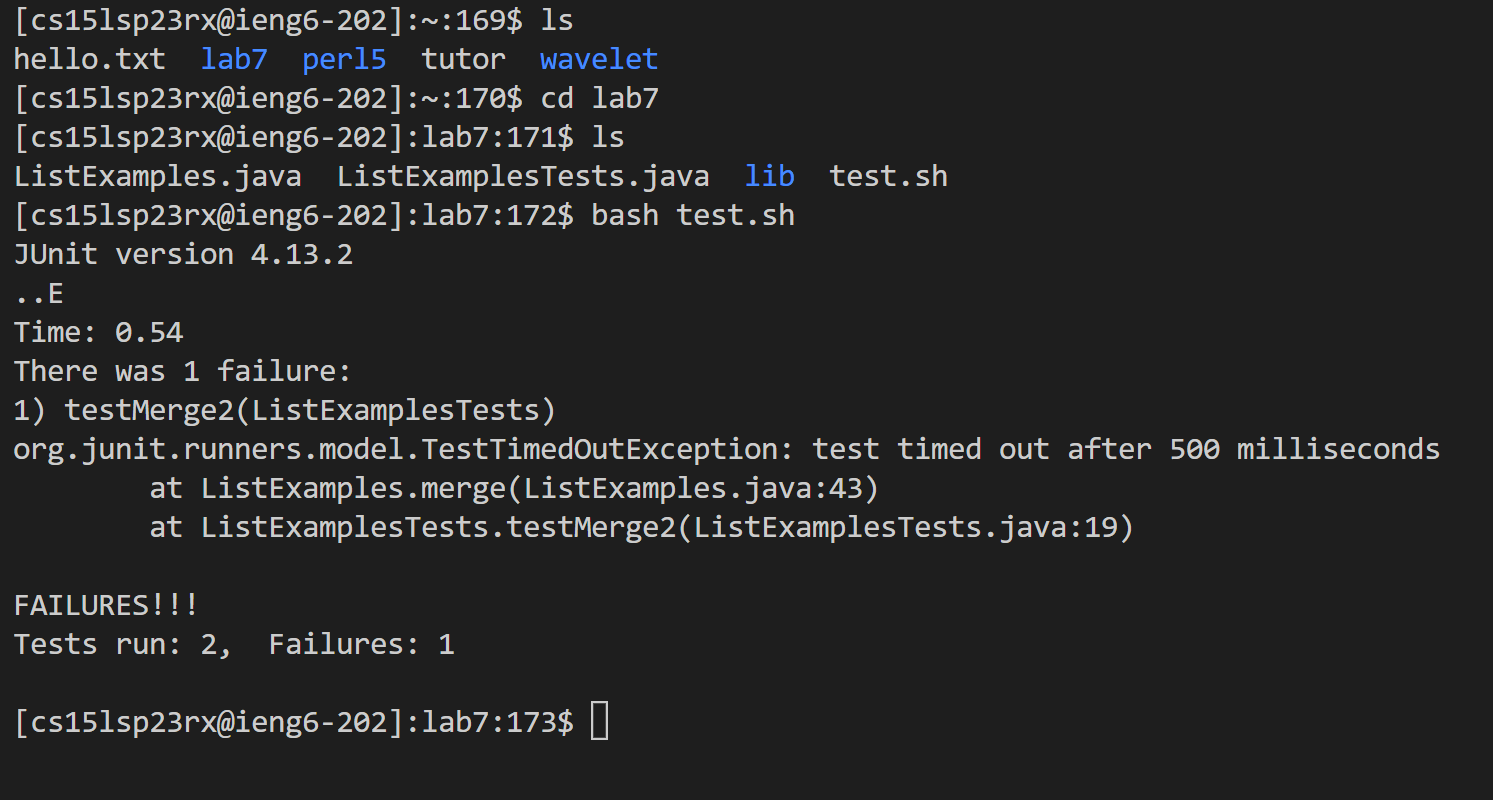 [cs15lsp23rx@ieng6-202]:~:169$ ls
hello.txt  lab7  perl5  tutor  wavelet
[cs15lsp23rx@ieng6-202]:~:170$ cd lab7
[cs15lsp23rx@ieng6-202]:lab7:171$ ls
ListExamples.java  ListExamplesTests.java  lib  test.sh
[cs15lsp23rx@ieng6-202]:lab7:172$ bash test.sh
JUnit version 4.13.2
..E
Time: 0.54
There was 1 failure:
1) testMerge2(ListExamplesTests)
org.junit.runners.model.TestTimedOutException: test timed out after 500 milliseconds
        at ListExamples.merge(ListExamples.java:43)
        at ListExamplesTests.testMerge2(ListExamplesTests.java:19)

FAILURES!!!
Tests run: 2,  Failures: 1

[cs15lsp23rx@ieng6-202]:lab7:173$